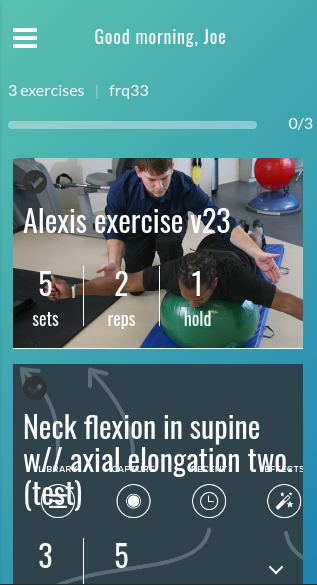 Good morning, Joe
3 exercises | frq33
0/3
Alexis exercise v23
5 2 1
sets reps hold
Neck flexion in supine
w// axial elongation two
LIBRARY CAPTURE RECENT EFFECTS
(test)
3 5